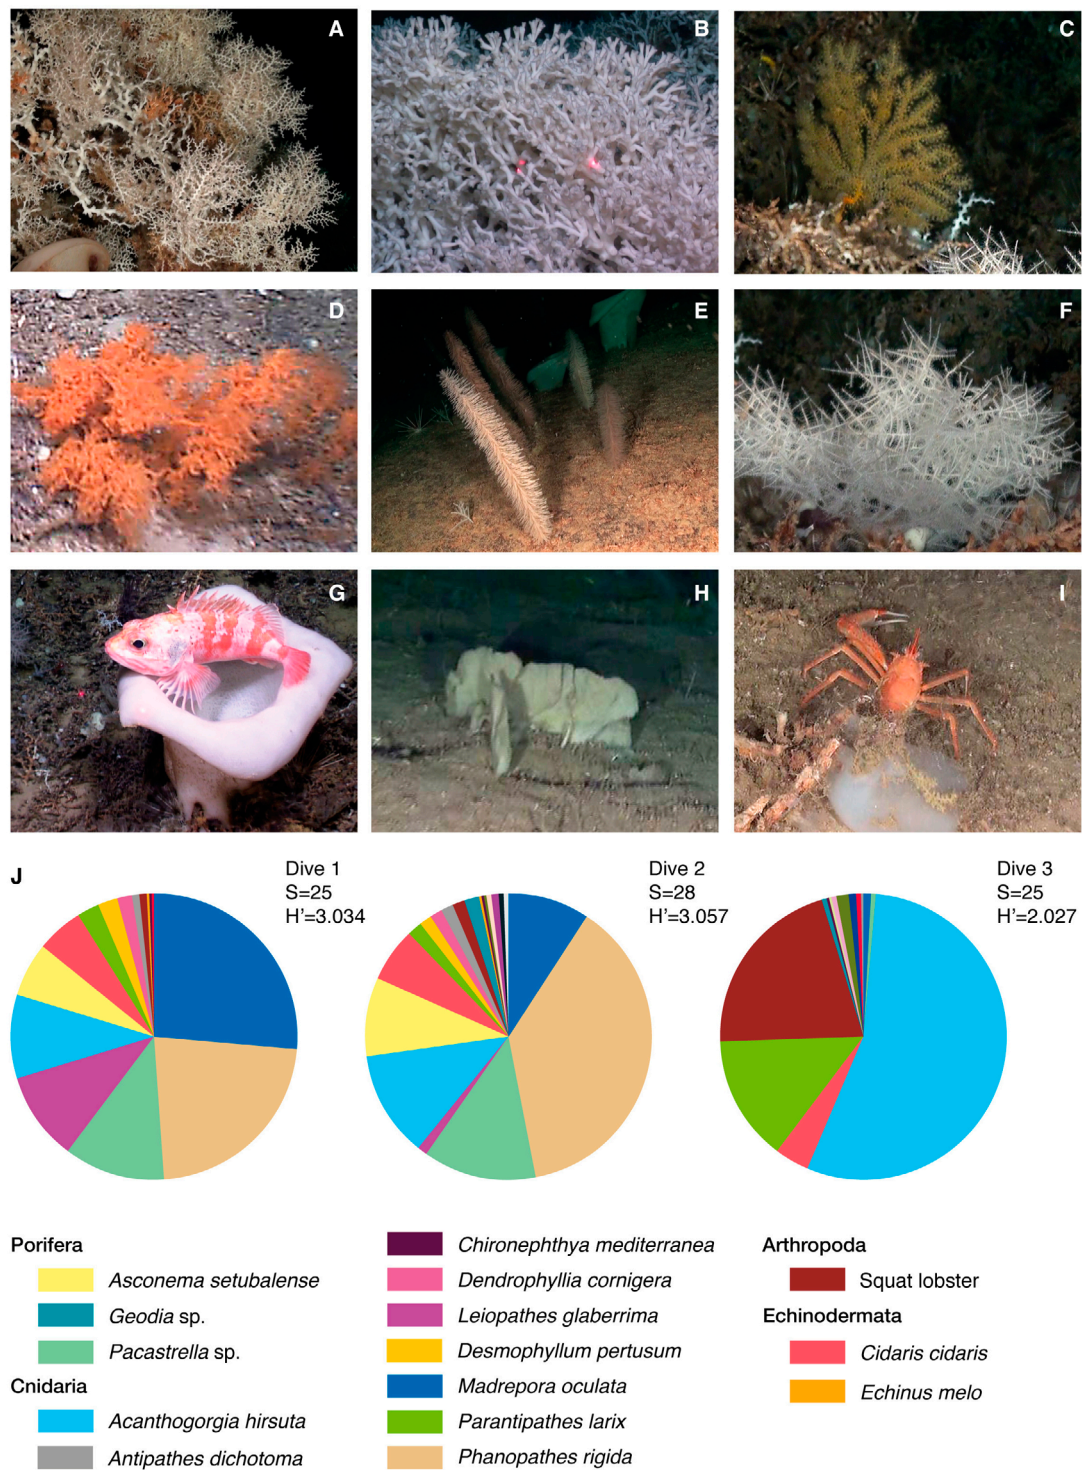 A
B
C
D
E
F
G
H
I
J
Dive 1
S=25
H'=3.034
Dive 2
S=28
H'=3.057
Dive 3
S=25
H'=2.027
Porifera
Asconema setubalense
Geodia sp.
Pacastrella sp.
Cnidaria
Acanthogorgia hirsuta
Antipathes dichotoma
Chironephthya mediterranea
Dendrophyllia cornigera
Leiopathes glaberrima
Desmophyllum pertusum
Madrepora oculata
Parantipathes larix
Phanopathes rigida
Arthropoda
Squat lobster
Echinodermata
Cidaris cidaris
Echinus melo